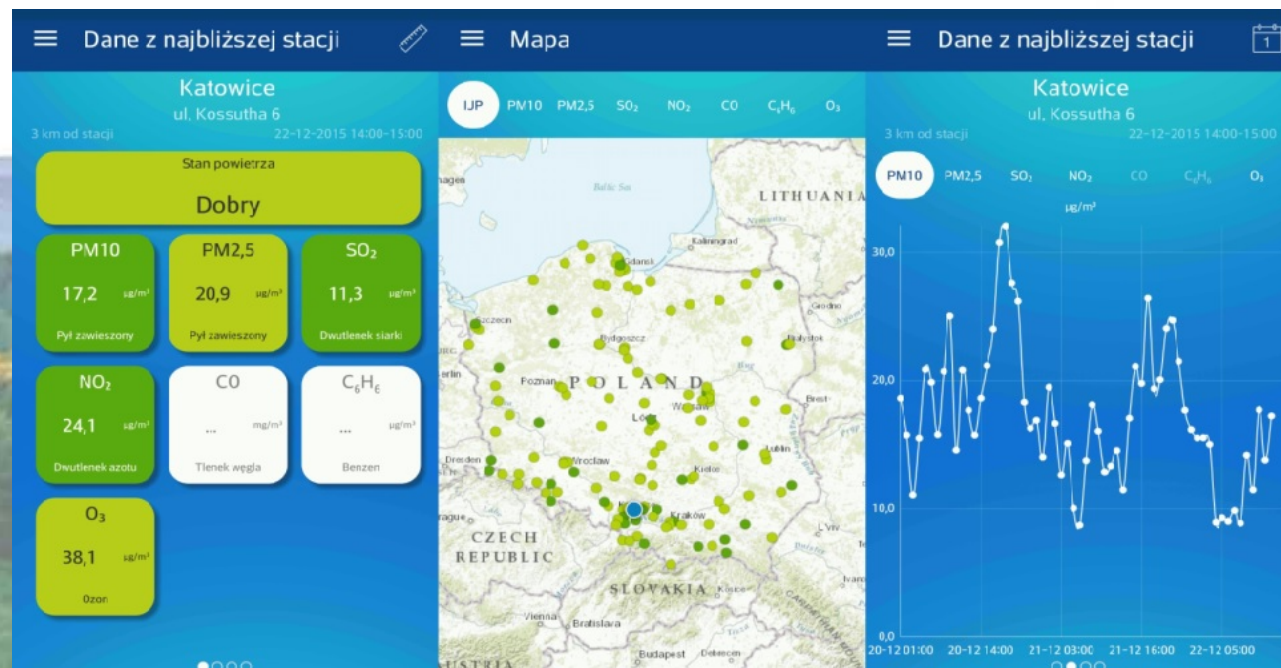 Dane z najbliższej stacji
Katowice
ul. Kossutha 6
3 km od stacji
22-12-2015 14:00-15:00
Stan powietrza
Dobry
PM10
17,2 µg/m³
Pył zawieszony
PM2,5
20,9 µg/m³
Pył zawieszony
SO₂
11,3 µg/m³
Dwutlenek siarki
NO₂
24,1 µg/m³
Dwutlenek azotu
CO
... mg/m³
Tlenek węgla
C₆H₆
... µg/m³
Benzen
O₃
38,1 µg/m³
Ozon
Mapa
IJP PM10 PM2,5 SO₂ NO₂ CO C₆H₆ O₃
Baltic Sea
LITHUANIA
Kaliningrad
Gdansk
Grodno
Szczecin
Bydgoszcz
Bialystok
Poznan
POLAND
Warsaw
Brest
Lodz
Dresden
Wroclaw
Lublin
Kielce
Kraków
L'viv
CZECH
REPUBLIC
SLOVAKIA
Kosice
Vienna
Bratislava
Budapest
Debrecen
AUSTRIA
Dane z najbliższej stacji
1
Katowice
ul. Kossutha 6
3 km od stacji
22-12-2015 14:00-15:00
PM10 PM2,5 SO₂ NO₂ CO C₆H₆ O₃
µg/m³
30,0
20,0
10,0
0,0
20-12 01:00 20-12 14:00 21-12 03:00 21-12 16:00 22-12 05:00